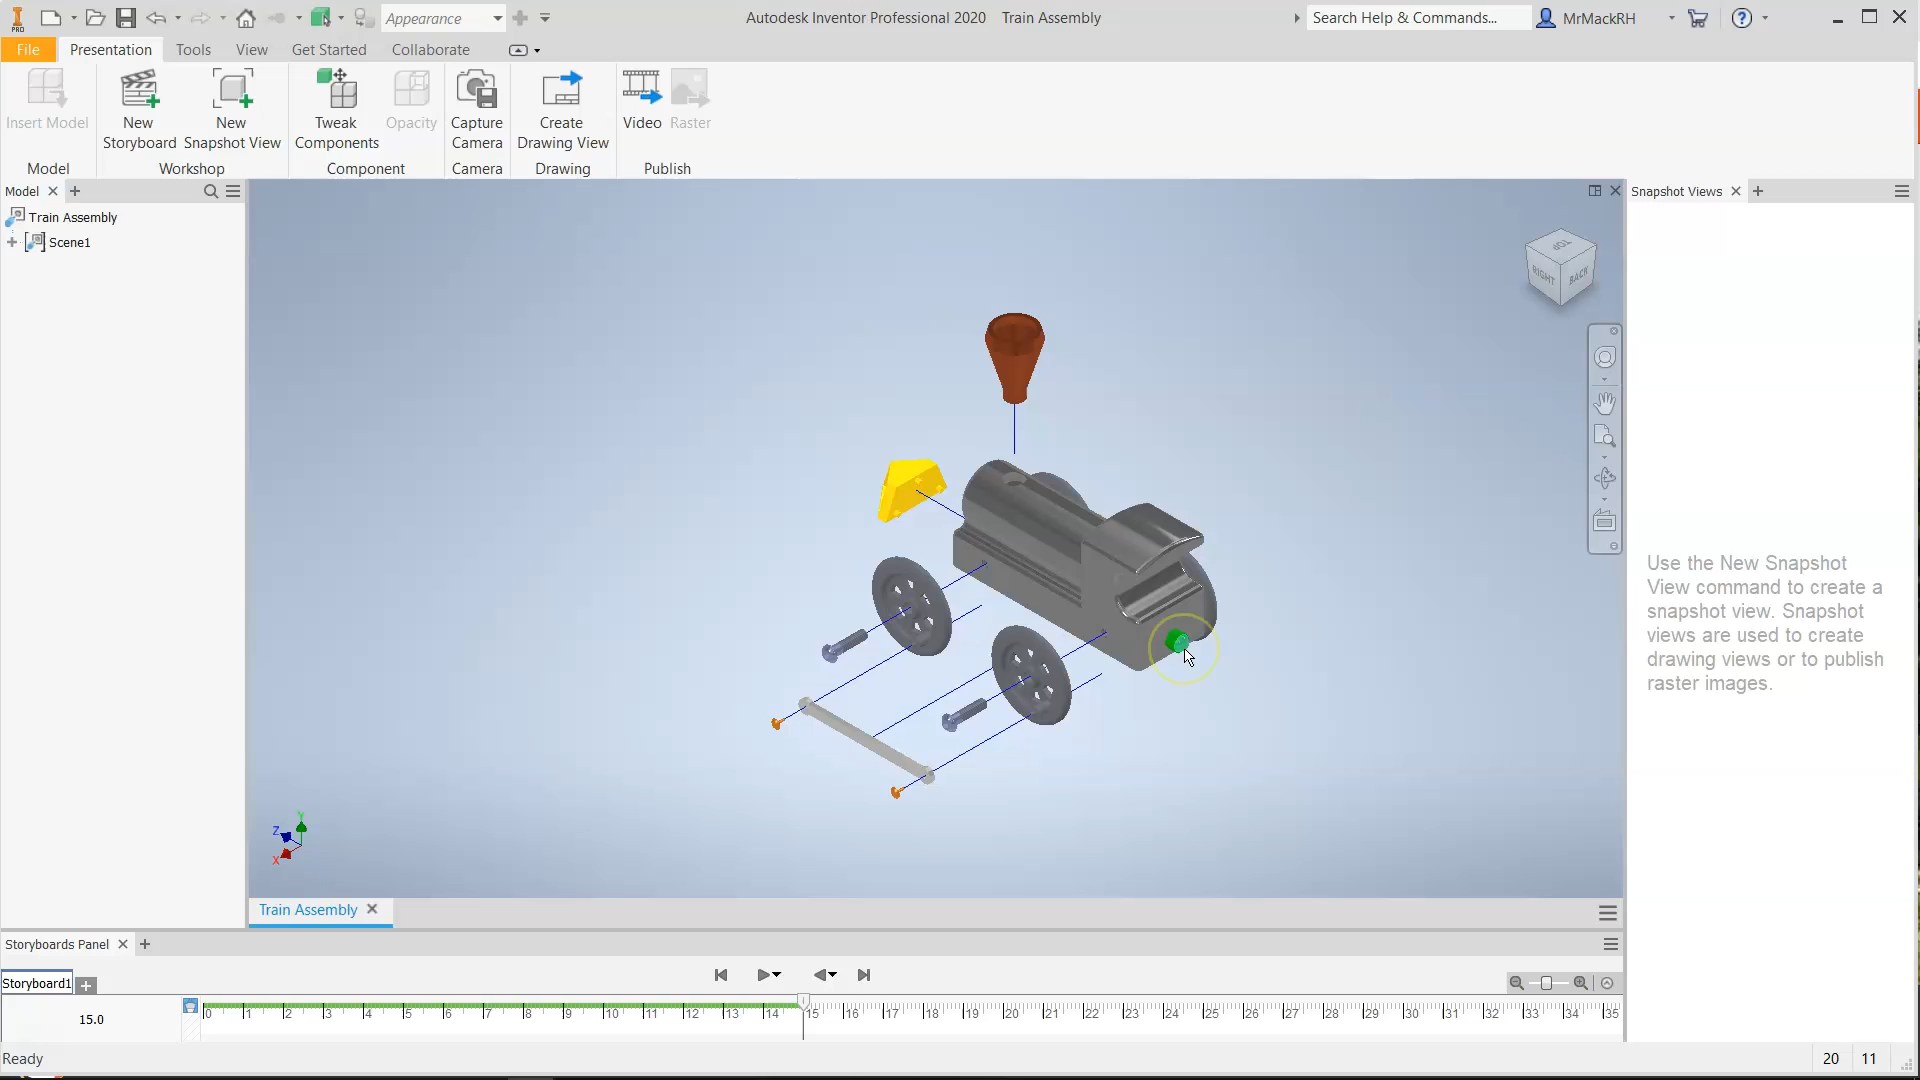 PRO
Appearance
Autodesk Inventor Professional 2020 Train Assembly
Search Help & Commands...
MrMackRH
File Presentation Tools View Get Started Collaborate
Insert Model
New Storyboard
New Snapshot View
Tweak Components
Opacity
Capture Camera
Create Drawing View
Video
Raster
Model Workshop Component Camera Drawing Publish
Model
Train Assembly
Scene1
TOP
RIGHT
BACK
Snapshot Views
Use the New Snapshot
View command to create a
snapshot view. Snapshot
views are used to create
drawing views or to publish
raster images.
Y
Z
X
Train Assembly
Storyboards Panel
Storyboard1
15.0
0 1 2 3 4 5 6 7 8 9 10 11 12 13 14 15 16 17 18 19 20 21 22 23 24 25 26 27 28 29 30 31 32 33 34 35
Ready
20 11